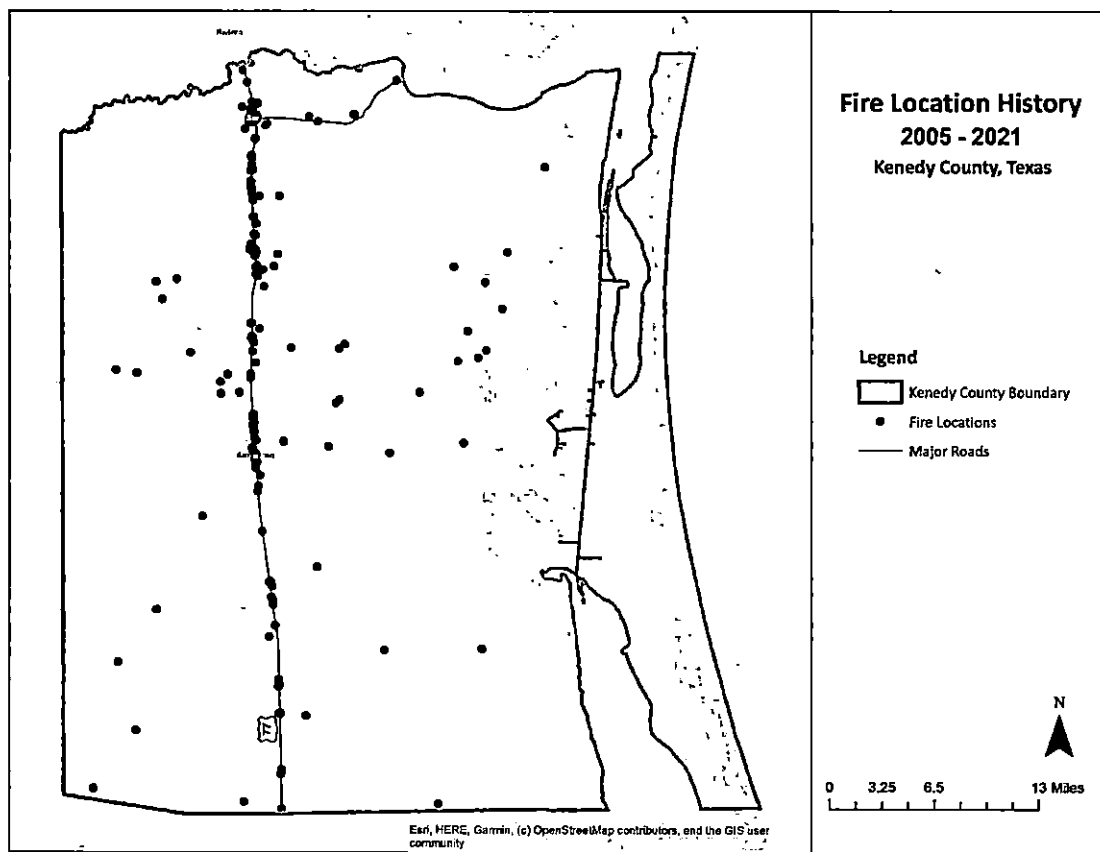 Fire Location History
2005 - 2021
Kenedy County, Texas
Legend
Kenedy County Boundary
Fire Locations
Major Roads
77
N
0 3.25 6.5 13 Miles
Esri, HERE, Garmin, (c) OpenStreetMap contributors, and the GIS user
community